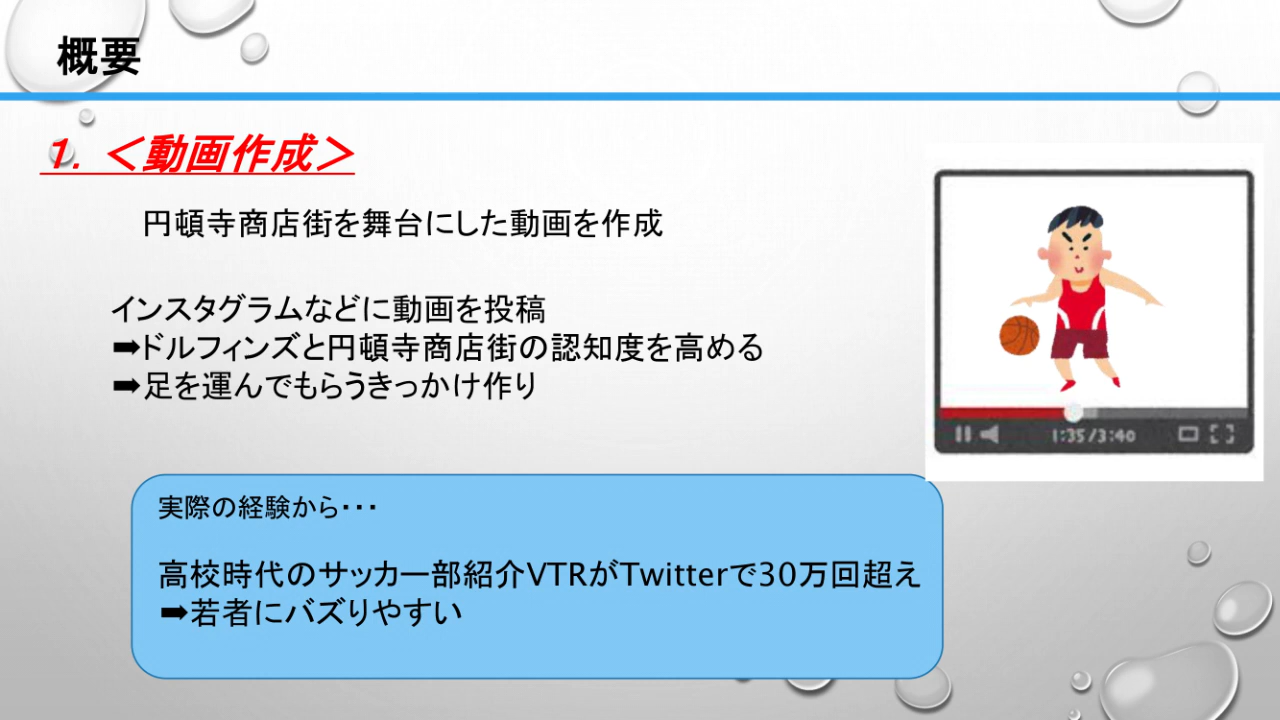 概要
1. ＜動画作成＞
円頓寺商店街を舞台にした動画を作成
インスタグラムなどに動画を投稿
➡ドルフィンズと円頓寺商店街の認知度を高める
➡足を運んでもらうきっかけ作り
1:35/3:40
実際の経験から・・・
高校時代のサッカー部紹介VTRがTwitterで30万回超え
➡若者にバズりやすい